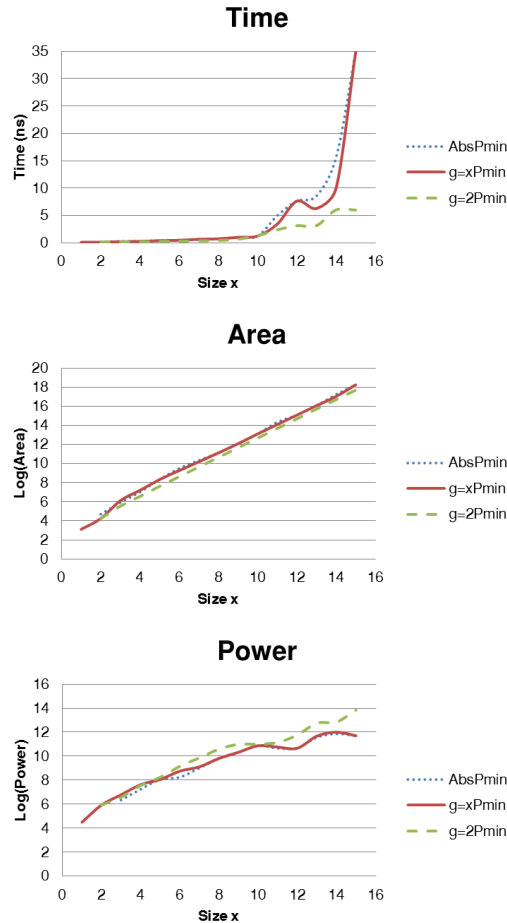 Time
35
30
25
20
15
10
5
0
Time (ns)
0 2 4 6 8 10 12 14 16
Size x
AbsPmin
g=xPmin
g=2Pmin
Area
20
18
16
14
12
10
8
6
4
2
0
Log(Area)
0 2 4 6 8 10 12 14 16
Size x
AbsPmin
g=xPmin
g=2Pmin
Power
16
14
12
10
8
6
4
2
0
Log(Power)
0 2 4 6 8 10 12 14 16
Size x
AbsPmin
g=xPmin
g=2Pmin